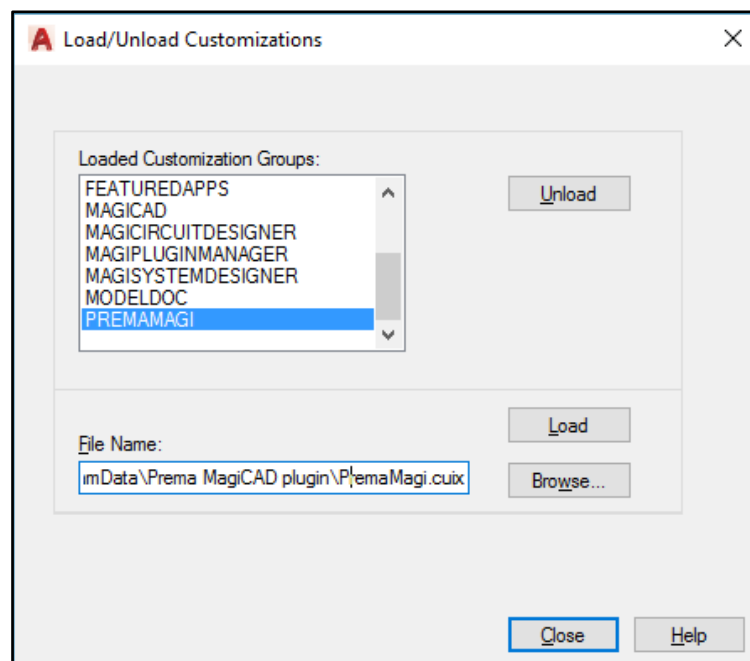 Load/Unload Customizations
Loaded Customization Groups:
FEATUREDAPPS
MAGICAD
MAGICIRCUITDESIGNER
MAGIPLUGINMANAGER
MAGISYSTEMDESIGNER
MODELDOC
PREMAMAGI
Unload
Load
File Name:
mData\Prema MagiCAD plugin\PremaMagi.cuix
Browse...
Close
Help